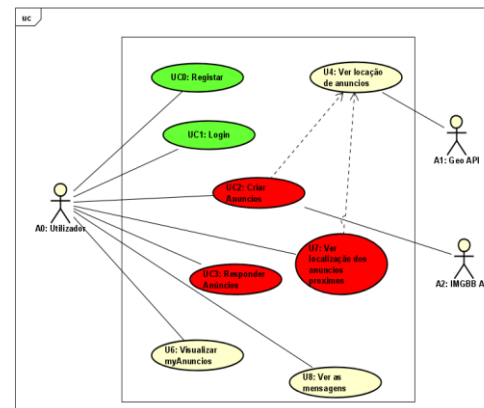 uc
UC0: Registar
U4: Ver locação
de anuncios
UC1: Login
A1: Geo API
UC2: Criar
Anuncios
A0: Utilizador
U7: Ver
localização dos
anuncios
proximos
UC3: Responder
Anúncios
A2: IMGBB A
U6: Visualizar
myAnuncios
U8: Ver as
mensagens